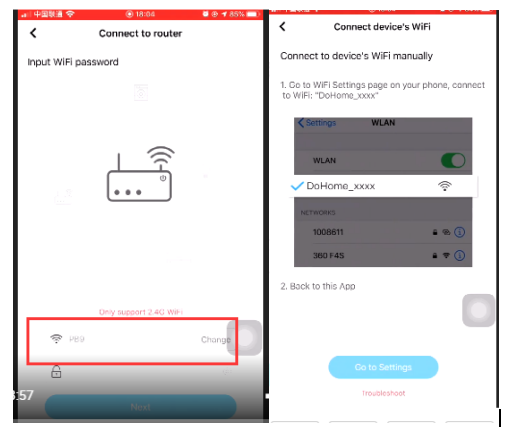 中国联通
18:04
85%
Connect to router
Input WiFi password
Only support 2.4G WiFi
PB9
Change
Next
:57
Connect device's WiFi
Connect to device's WiFi manually
1. Go to WiFi Settings page on your phone, connect
to WiFi: "DoHome_xxxx"
Settings
WLAN
WLAN
DoHome_xxxx
NETWORKS
1008611
360 F4S
2. Back to this App
Go to Settings
Troubleshoot